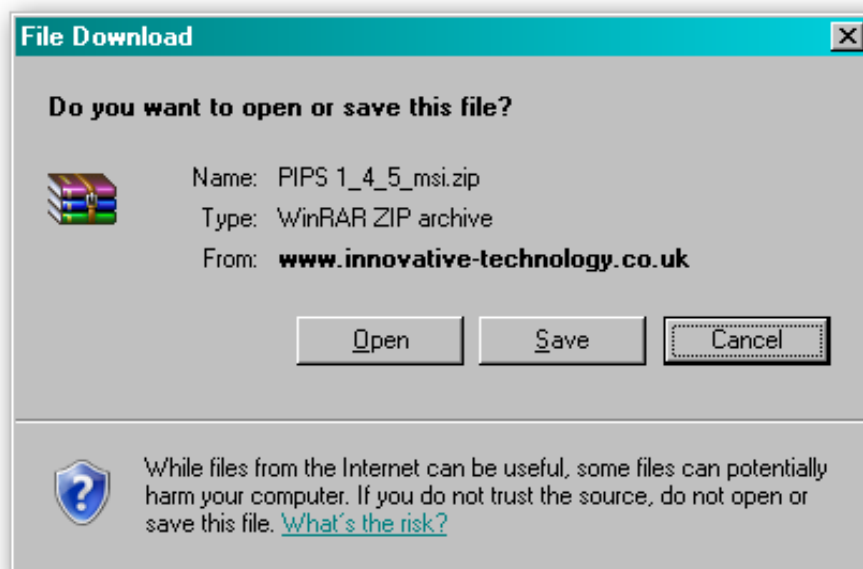 File Download
Do you want to open or save this file?
Name: PIPS 1_4_5_msi.zip
Type: WinRAR ZIP archive
From: www.innovative-technology.co.uk
Open Save Cancel
While files from the Internet can be useful, some files can potentially
harm your computer. If you do not trust the source, do not open or
save this file. What's the risk?